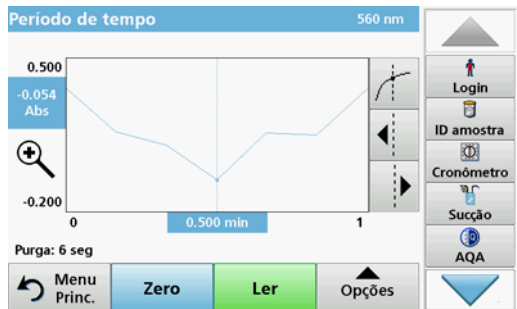 Período de tempo
560 nm
0.500
-0.054
Abs
-0.200
0
0.500 min
1
Purga: 6 seg
Menu
Princ.
Zero
Ler
Opções
Login
ID amostra
Cronômetro
Sucção
AQA